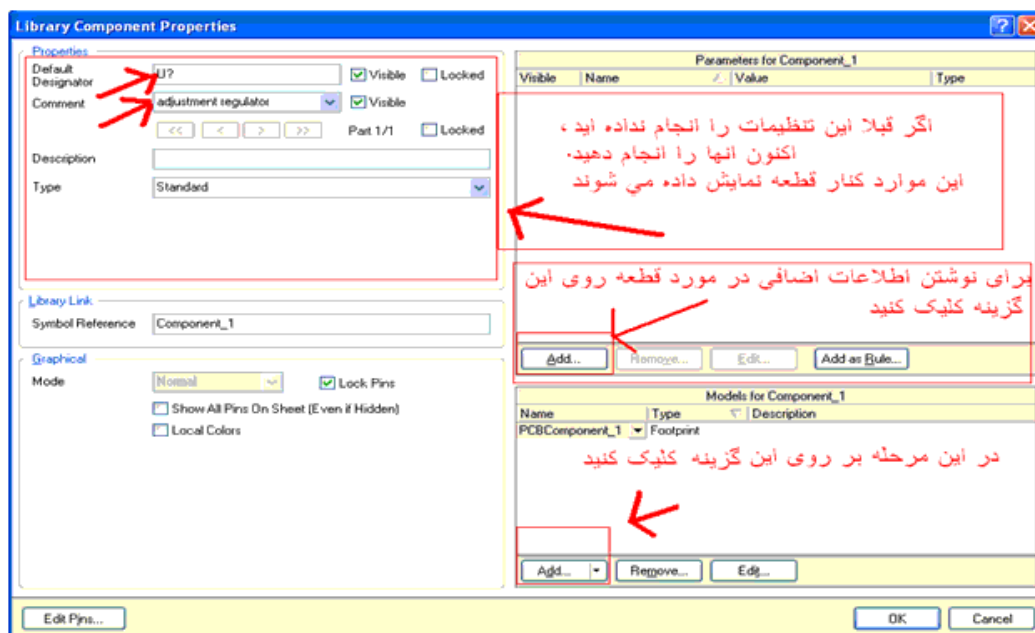 Library Component Properties
Properties
Default Designator U? Visible Locked
Comment adjustment regulator Visible
<< < > >> Part 1/1 Locked
Description
Type Standard
Library Link
Symbol Reference Component_1
Graphical
Mode Normal Lock Pins
Show All Pins On Sheet (Even if Hidden)
Local Colors
Parameters for Component_1
Visible Name Value Type
اگر قبلا این تنظیمات را انجام نداده اید ،
اکنون انها را انجام دهید.
این موارد کنار قطعه نمایش داده می شوند
برای نوشتن اطلاعات اضافی در مورد قطعه روی این
گزینه کلیک کنید
Add... Remove... Edit... Add as Rule...
Models for Component_1
Name Type Description
PCBComponent_1 Footprint
در این مرحله بر روی این گزینه کلیک کنید
Add... Remove... Edit...
Edit Pins... OK Cancel